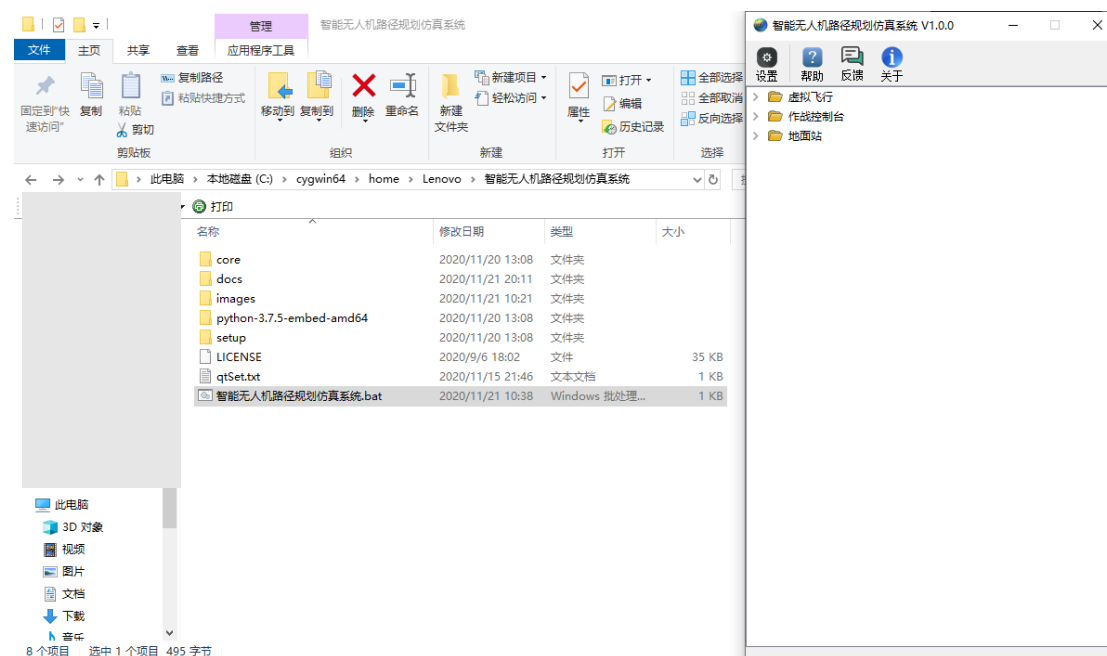 管理
智能无人机路径规划仿真系统
文件 主页 共享 查看 应用程序工具
固定到"快速访问"
复制
粘贴
复制路径
粘贴快捷方式
剪切
移动到 复制到 删除 重命名
新建文件夹
新建项目
轻松访问
属性
打开
编辑
历史记录
全部选择
全部取消
反向选择
剪贴板 组织 新建 打开 选择
此电脑 > 本地磁盘 (C:) > cygwin64 > home > Lenovo > 智能无人机路径规划仿真系统
打印
名称 修改日期 类型 大小
core 2020/11/20 13:08 文件夹
docs 2020/11/21 20:11 文件夹
images 2020/11/21 10:21 文件夹
python-3.7.5-embed-amd64 2020/11/20 13:08 文件夹
setup 2020/11/20 13:08 文件夹
LICENSE 2020/9/6 18:02 文件 35 KB
qtSet.txt 2020/11/15 21:46 文本文档 1 KB
智能无人机路径规划仿真系统.bat 2020/11/21 10:38 Windows 批处理... 1 KB
此电脑
3D 对象
视频
图片
文档
下载
音乐
8 个项目 选中 1 个项目 495 字节
智能无人机路径规划仿真系统 V1.0.0
设置 帮助 反馈 关于
虚拟飞行
作战控制台
地面站